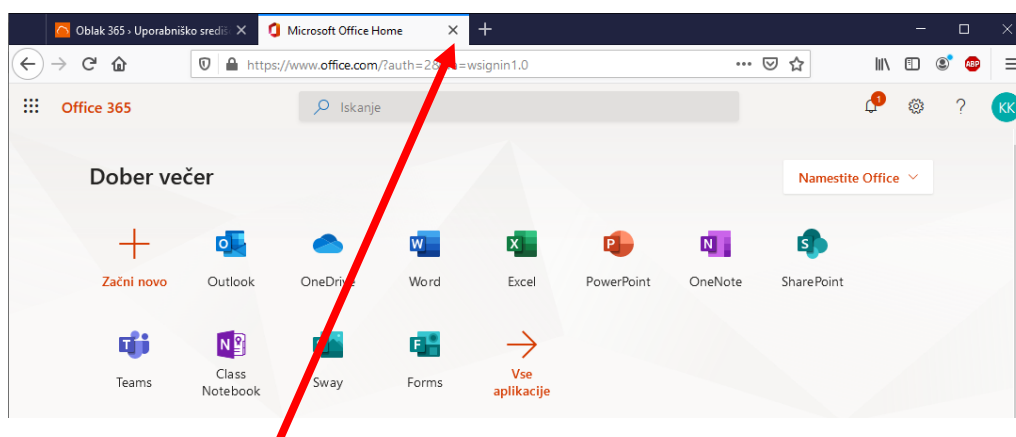 Oblak 365 › Uporabniško središ
Microsoft Office Home
https://www.office.com/?auth=2& =wsignin1.0
ABP
Office 365
Iskanje
1
?
KK
Dober večer
Namestite Office
Začni novo
Outlook
OneDrive
Word
Excel
PowerPoint
OneNote
SharePoint
Teams
Class
Notebook
Sway
Forms
Vse
aplikacije